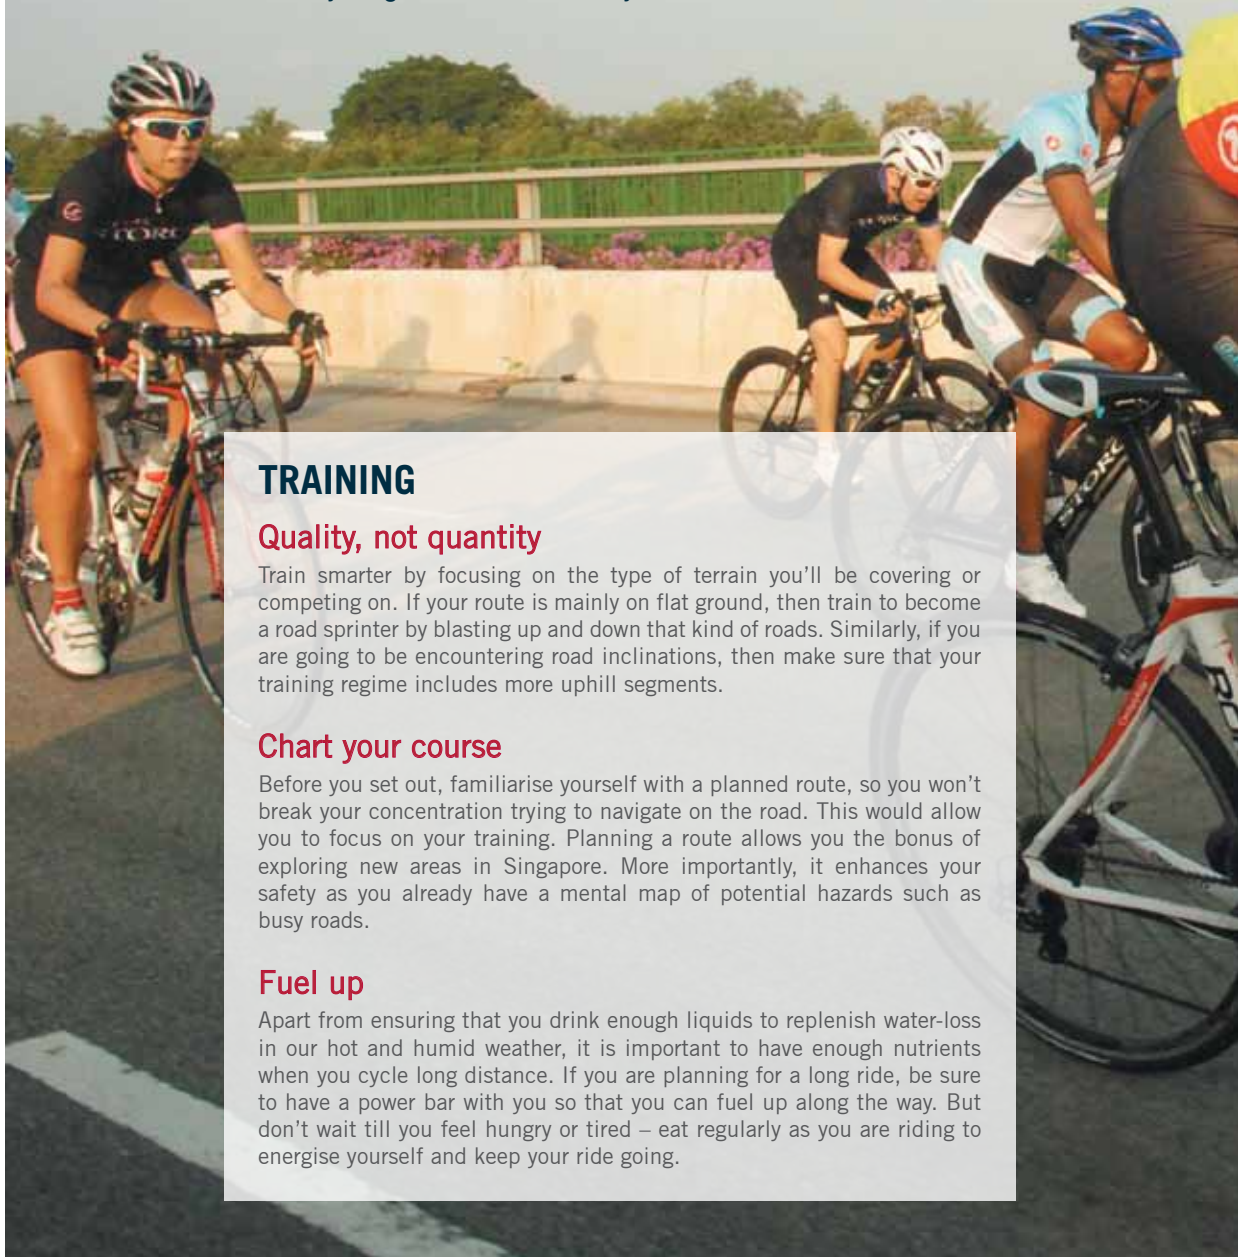 TRAINING
Quality, not quantity
Train smarter by focusing on the type of terrain you’ll be covering or
competing on. If your route is mainly on flat ground, then train to become
a road sprinter by blasting up and down that kind of roads. Similarly, if you
are going to be encountering road inclinations, then make sure that your
training regime includes more uphill segments.
Chart your course
Before you set out, familiarise yourself with a planned route, so you won’t
break your concentration trying to navigate on the road. This would allow
you to focus on your training. Planning a route allows you the bonus of
exploring new areas in Singapore. More importantly, it enhances your
safety as you already have a mental map of potential hazards such as
busy roads.
Fuel up
Apart from ensuring that you drink enough liquids to replenish water-loss
in our hot and humid weather, it is important to have enough nutrients
when you cycle long distance. If you are planning for a long ride, be sure
to have a power bar with you so that you can fuel up along the way. But
don’t wait till you feel hungry or tired – eat regularly as you are riding to
energise yourself and keep your ride going.
STORC